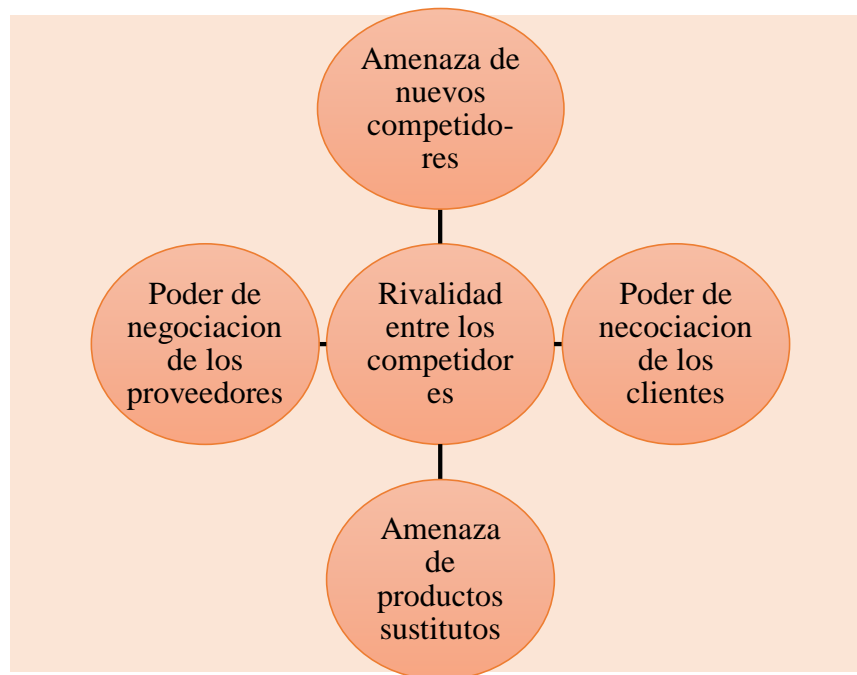 Amenaza de
nuevos
competido-
res
Poder de
negociacion
de los
proveedores
Rivalidad
entre los
competidor
es
Poder de
necociacion
de los
clientes
Amenaza
de
productos
sustitutos